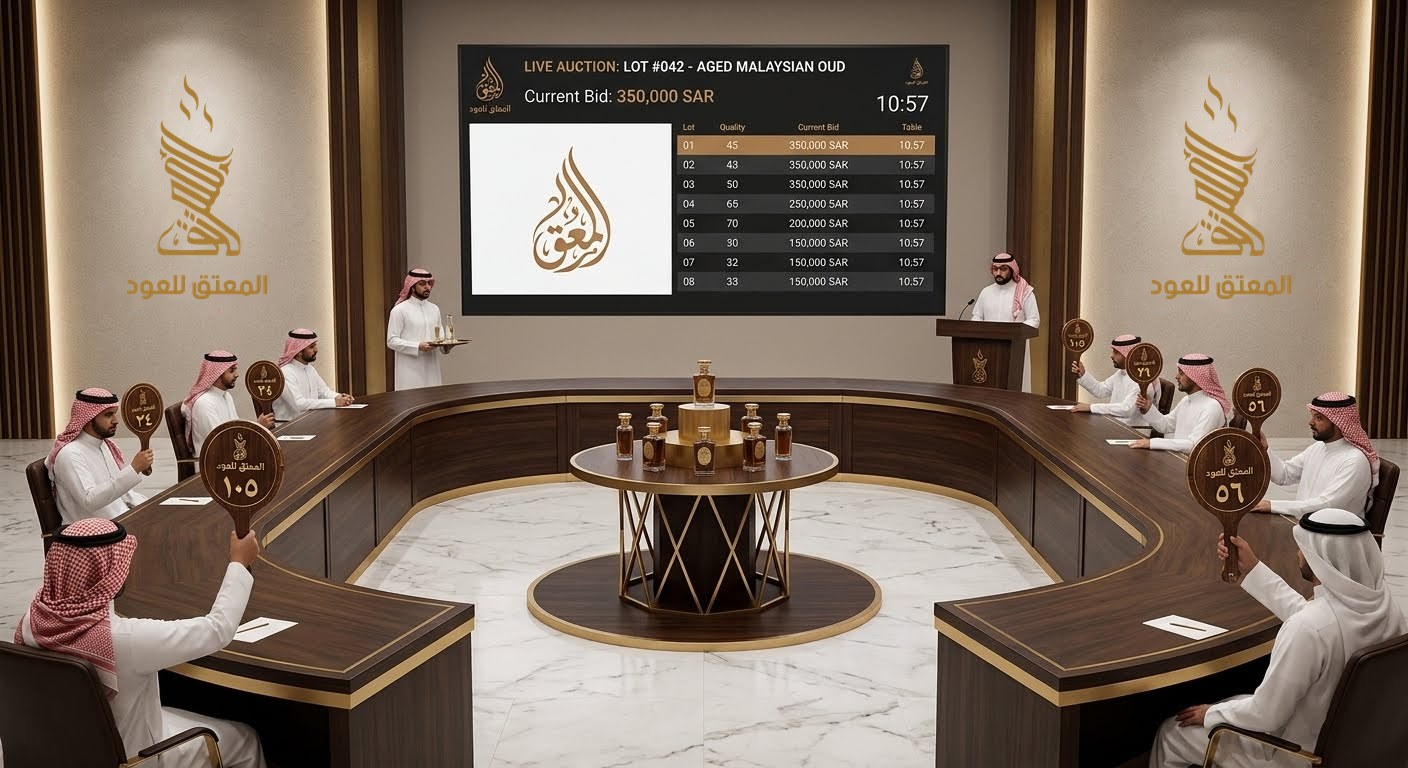 LIVE AUCTION: LOT #042 - AGED MALAYSIAN OUD
Current Bid: 350,000 SAR
10:57
Lot Quality Current Bid Table
01 45 350,000 SAR 10.57
02 43 350,000 SAR 10:57
03 50 350,000 SAR 10:57
04 65 250,000 SAR 10:57
05 70 200,000 SAR 10:57
06 30 150,000 SAR 10:57
07 32 150,000 SAR 10:57
08 33 150,000 SAR 10.57
المعتق للعود
المعتق للعود
١٠٥
٧٩
٥٦
٢٤
المعتق للعود
١٠٥
المعتق للعود
٥٦